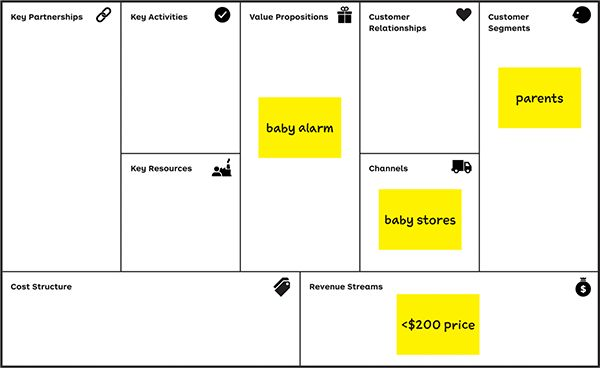 Key Partnerships
Key Activities
Value Propositions
Customer
Relationships
Customer
Segments
parents
baby alarm
Key Resources
Channels
baby stores
Cost Structure
Revenue Streams
$
<$200 price